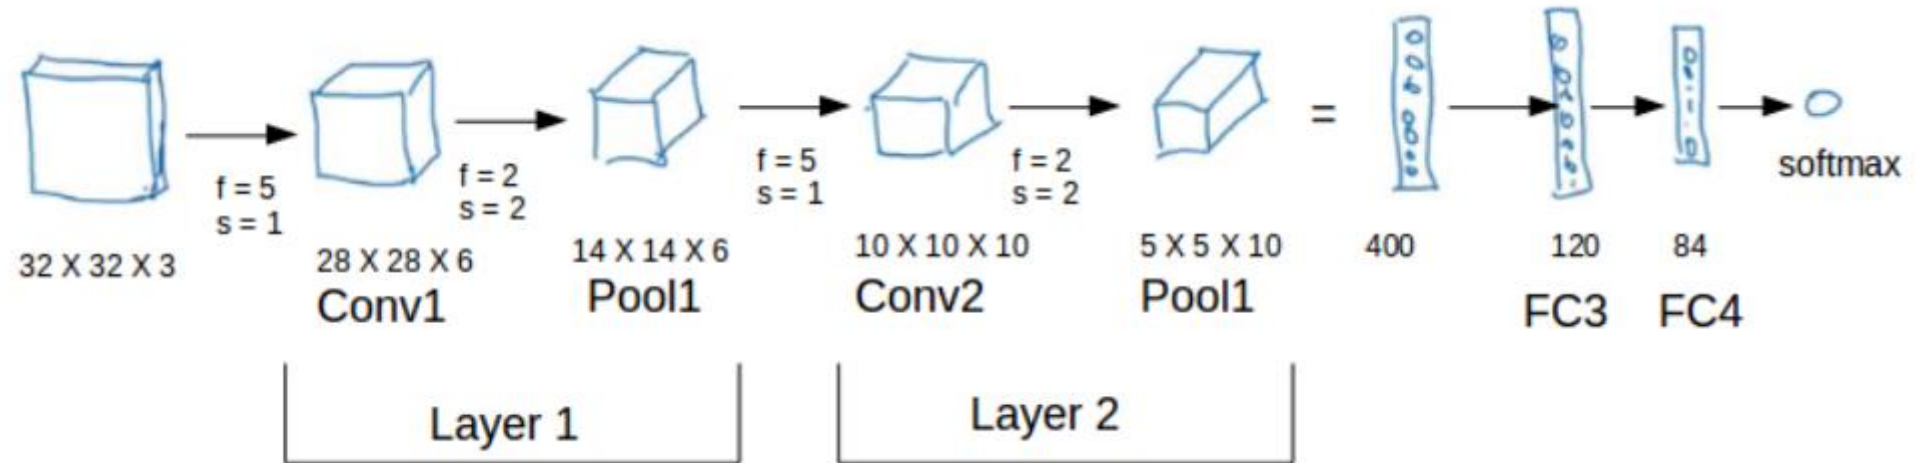 32 X 32 X 3
f = 5
s = 1
28 X 28 X 6
Conv1
f = 2
s = 2
14 X 14 X 6
Pool1
f = 5
s = 1
10 X 10 X 10
Conv2
f = 2
s = 2
5 X 5 X 10
Pool1
=
400
120
FC3
84
FC4
softmax
Layer 1
Layer 2